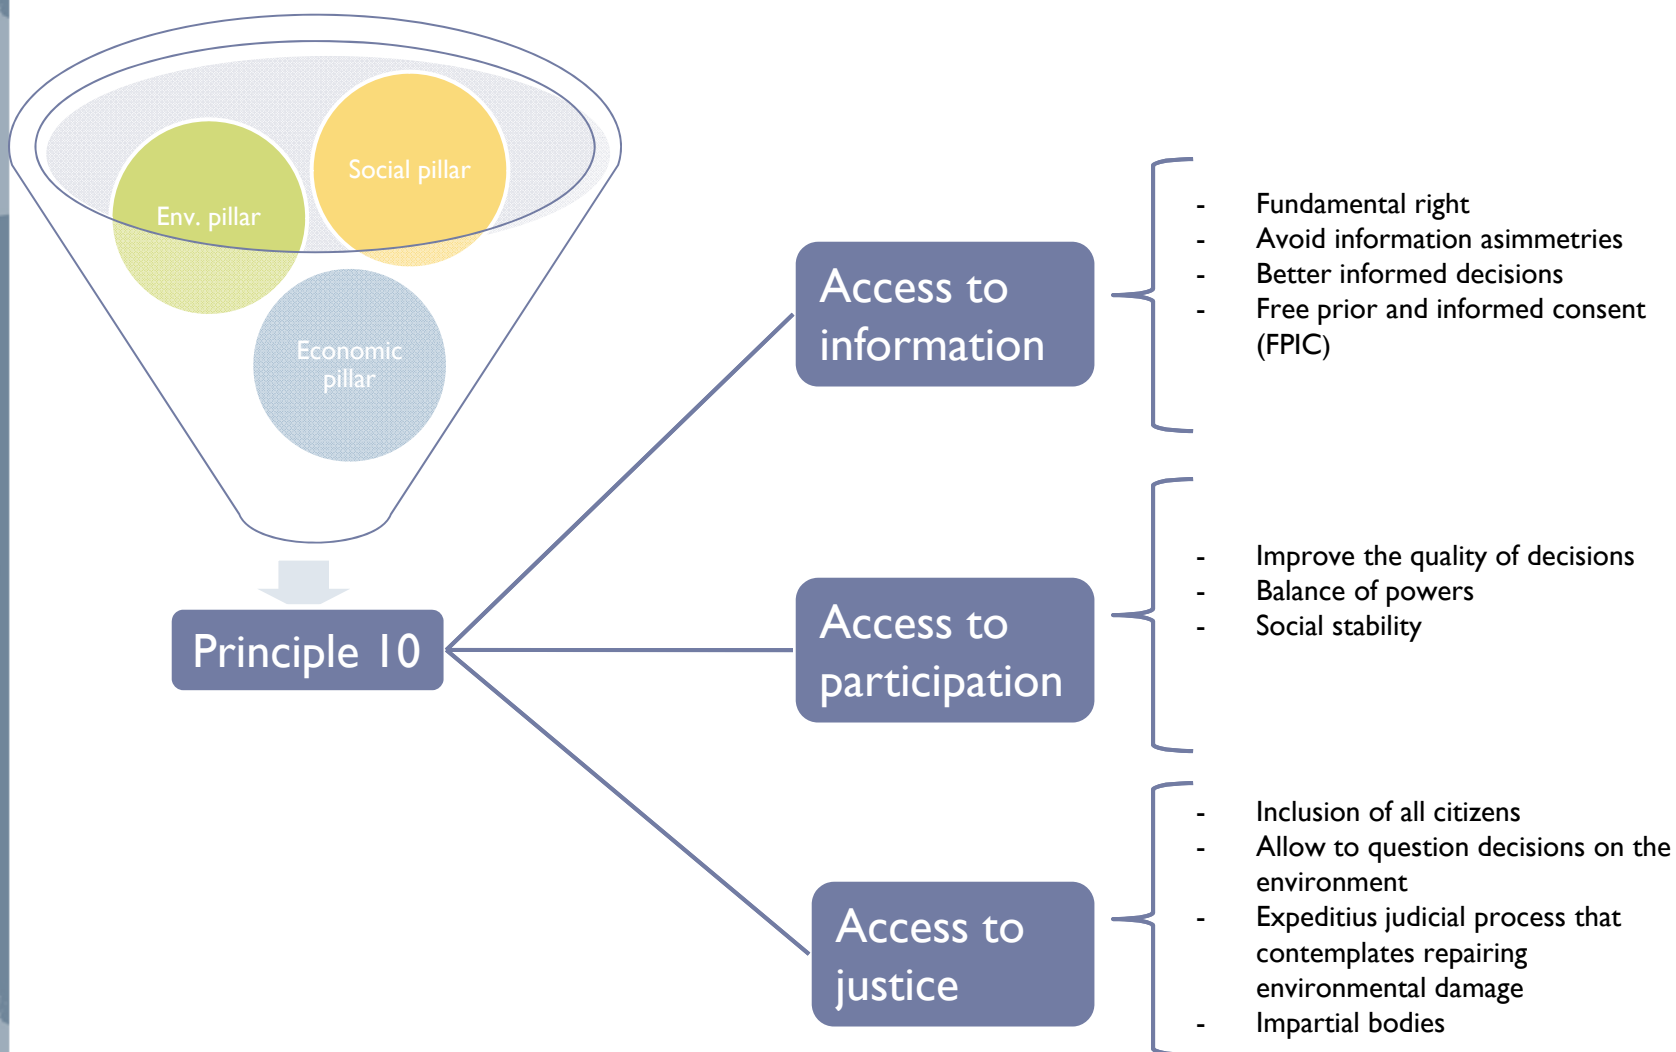 Social pillar
Env. pillar
Economic
pillar
Principle 10
Access to
information
- Fundamental right
- Avoid information asimmetries
- Better informed decisions
- Free prior and informed consent
(FPIC)
Access to
participation
- Improve the quality of decisions
- Balance of powers
- Social stability
Access to
justice
- Inclusion of all citizens
- Allow to question decisions on the
environment
- Expeditius judicial process that
contemplates repairing
environmental damage
- Impartial bodies